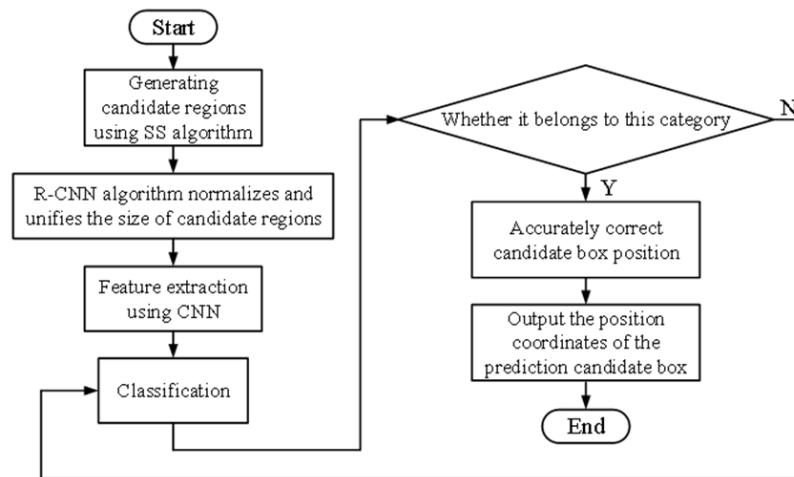 Start
Generating
candidate regions
using SS algorithm
R-CNN algorithm normalizes and
unifies the size of candidate regions
Feature extraction
using CNN
Classification
Whether it belongs to this category
N
Y
Accurately correct
candidate box position
Output the position
coordinates of the
prediction candidate box
End